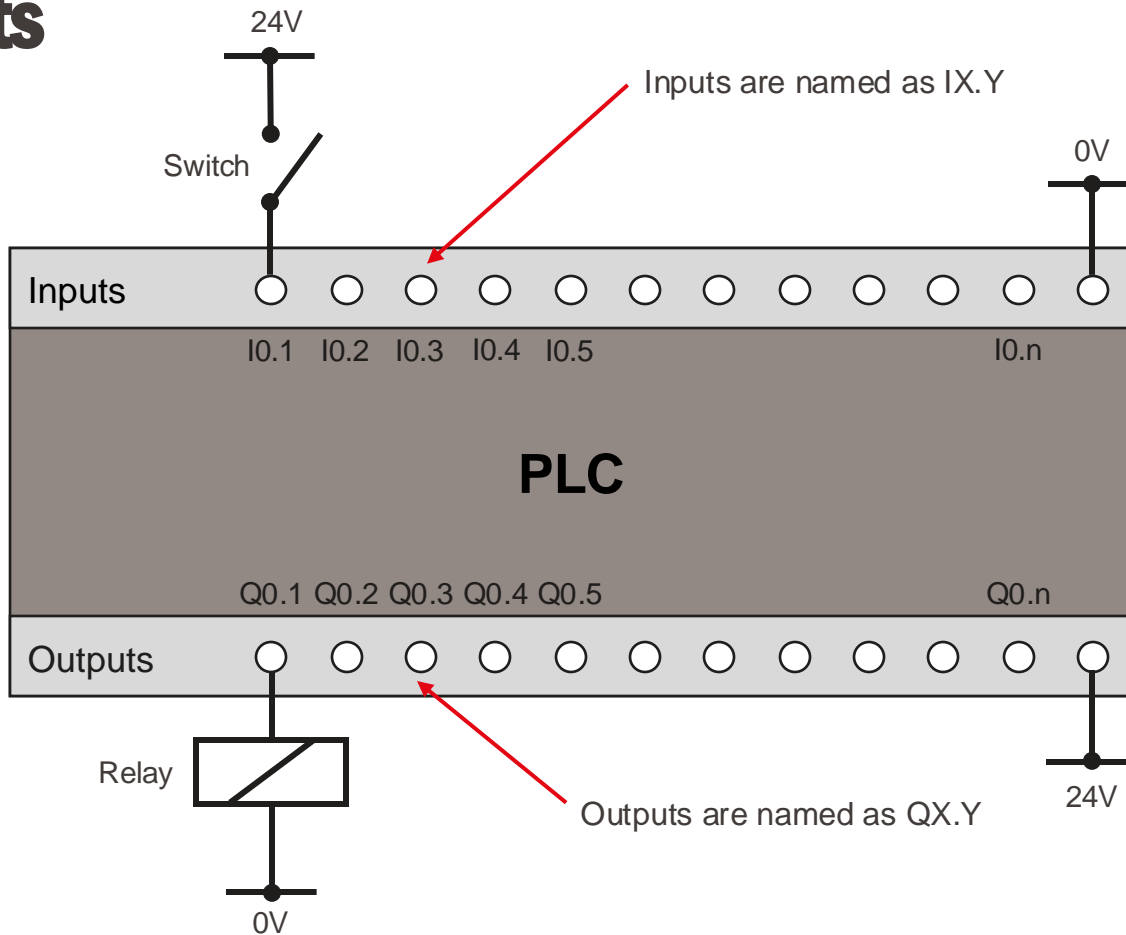 ts
24V
Inputs are named as IX.Y
Switch
0V
Inputs
I0.1 I0.2 I0.3 I0.4 I0.5 I0.n
PLC
Q0.1 Q0.2 Q0.3 Q0.4 Q0.5 Q0.n
Outputs
Relay
24V
Outputs are named as QX.Y
0V